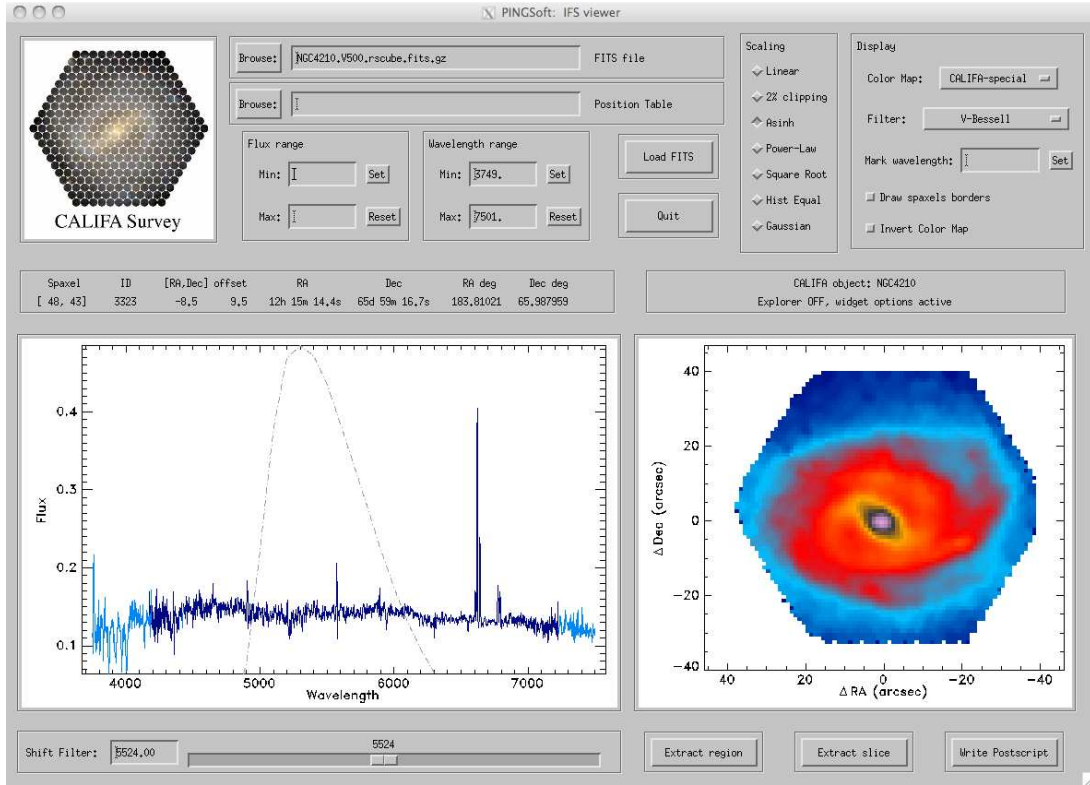 PINGSoft: IFS viewer
CALIFA Survey
Browse: NGC4210.V500.rscube.fits.gz FITS file
Browse: Position Table
Flux range
Min: Set
Max: Reset
Wavelength range
Min: 3749. Set
Max: 7501. Reset
Load FITS
Quit
Scaling
Linear
2% clipping
Asinh
Power-Law
Square Root
Hist Equal
Gaussian
Display
Color Map: CALIFA-special
Filter: V-Bessell
Mark wavelength: Set
Draw spaxels borders
Invert Color Map
Spaxel ID [RA,Dec] offset RA Dec RA deg Dec deg
[ 48, 43] 3323 -8.5 9.5 12h 15m 14.4s 65d 59m 16.7s 183.81021 65.987959
CALIFA object: NGC4210
Explorer OFF, widget options active
Flux
0.4
0.3
0.2
0.1
4000 5000 6000 7000
Wavelength
Δ Dec (arcsec)
40
20
0
-20
-40
40 20 0 -20 -40
Δ RA (arcsec)
Shift Filter: 5524.00 5524
Extract region
Extract slice
Write Postscript